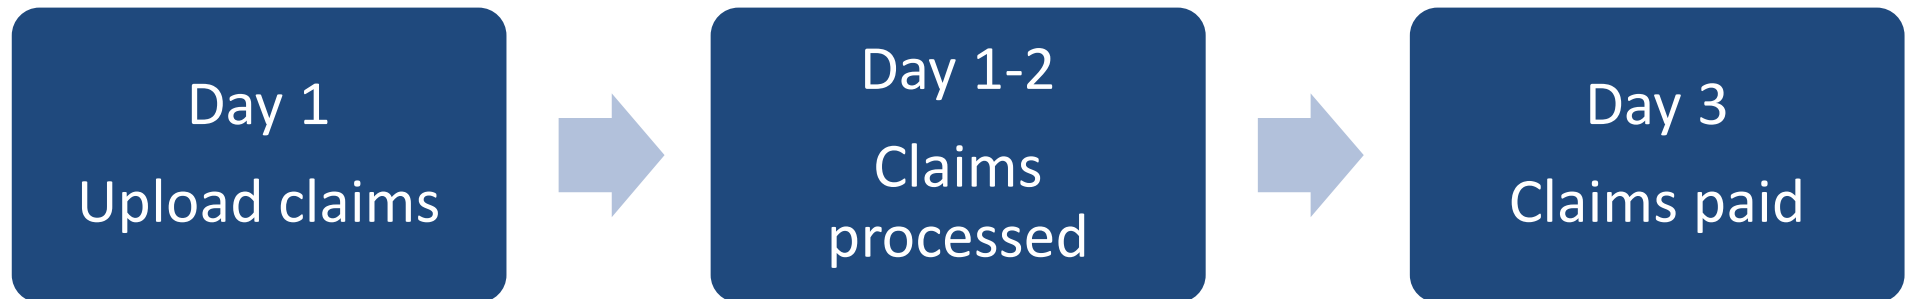 Day 1
Upload claims
Day 1-2
Claims
processed
Day 3
Claims paid